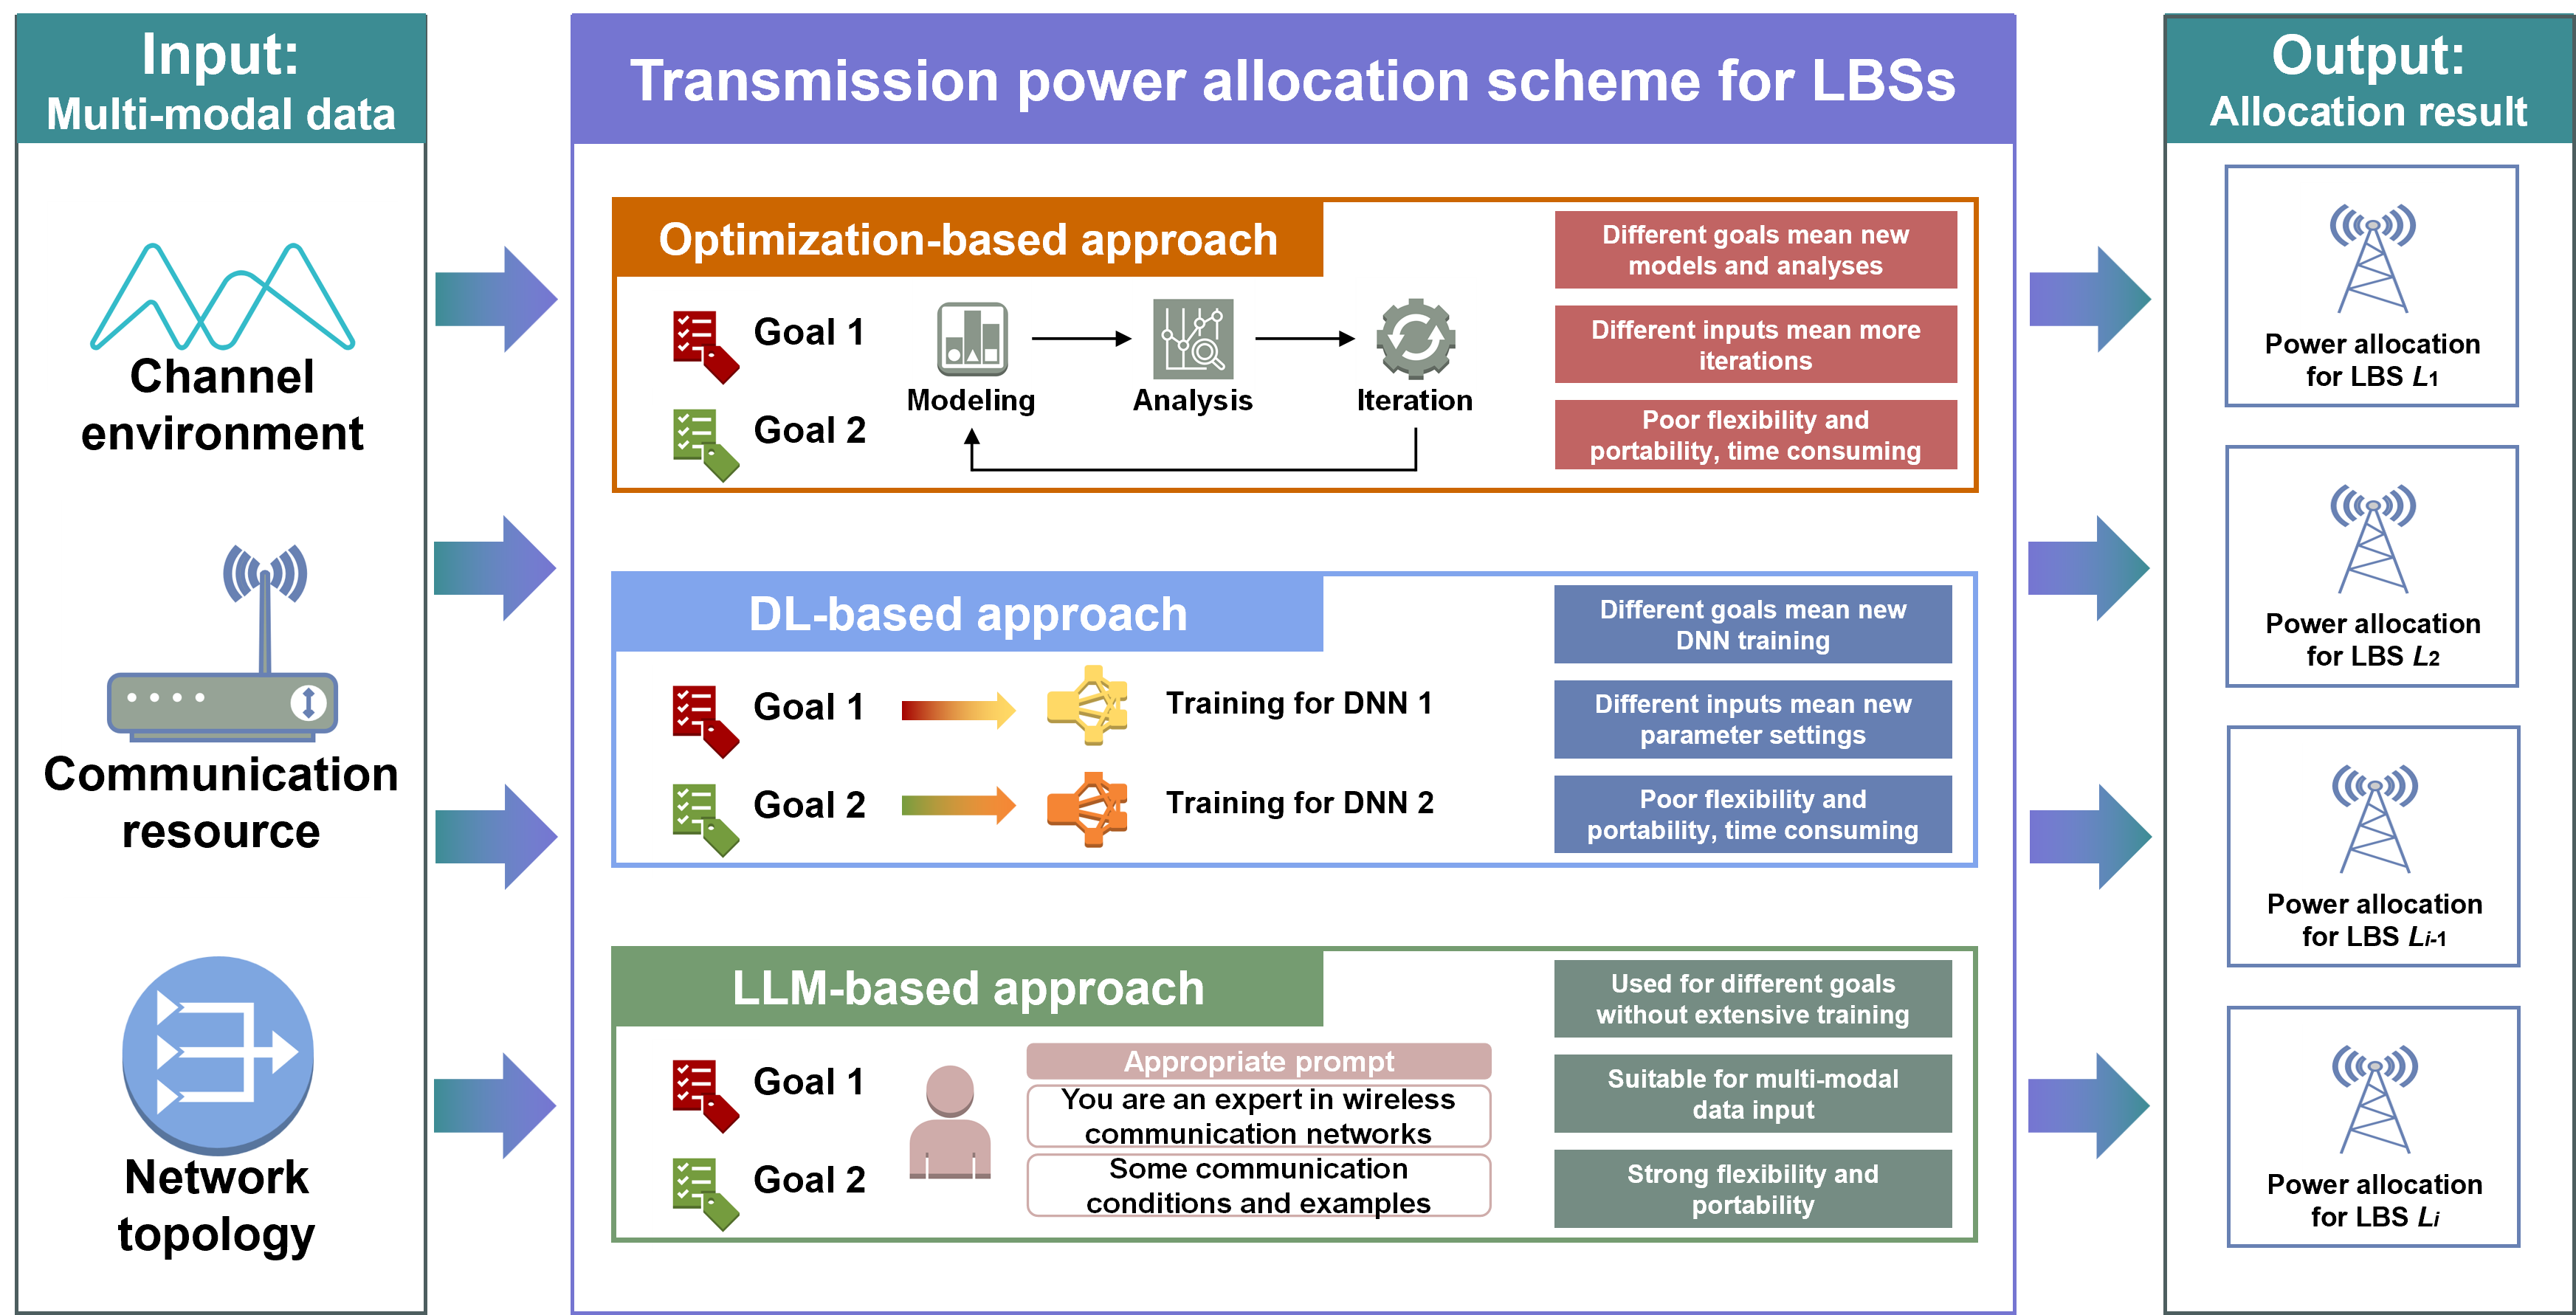 Input:
Multi-modal data
Channel
environment
Communication
resource
Network
topology
Transmission power allocation scheme for LBSs
Optimization-based approach
Goal 1
Goal 2
Modeling
Analysis
Iteration
Different goals mean new
models and analyses
Different inputs mean more
iterations
Poor flexibility and
portability, time consuming
DL-based approach
Goal 1
Training for DNN 1
Goal 2
Training for DNN 2
Different goals mean new
DNN training
Different inputs mean new
parameter settings
Poor flexibility and
portability, time consuming
LLM-based approach
Goal 1
Goal 2
Appropriate prompt
You are an expert in wireless
communication networks
Some communication
conditions and examples
Used for different goals
without extensive training
Suitable for multi-modal
data input
Strong flexibility and
portability
Output:
Allocation result
Power allocation
for LBS L1
Power allocation
for LBS L2
Power allocation
for LBS Li-1
Power allocation
for LBS Li